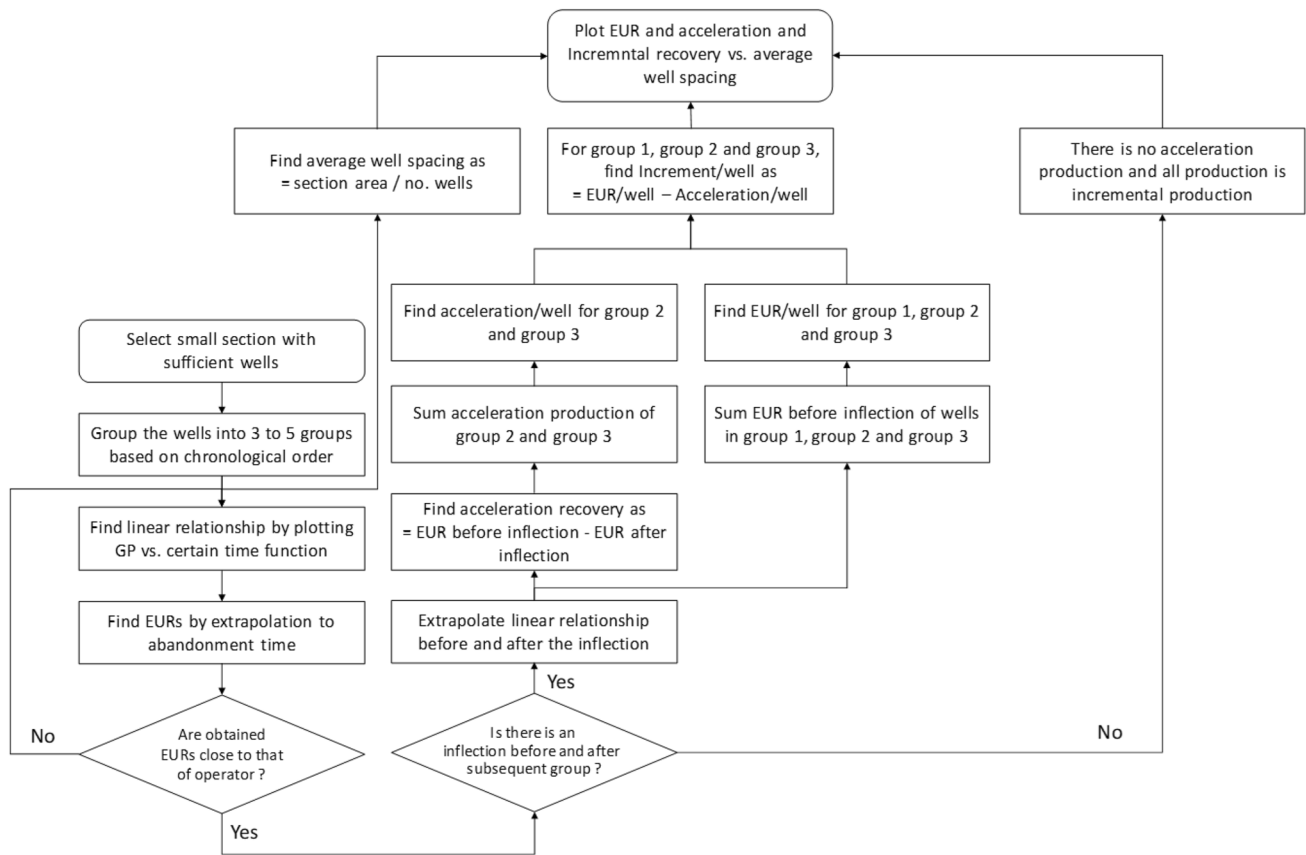 Plot EUR and acceleration and
Incremntal recovery vs. average
well spacing
Find average well spacing as
= section area / no. wells
For group 1, group 2 and group 3,
find Increment/well as
= EUR/well – Acceleration/well
There is no acceleration
production and all production is
incremental production
Find acceleration/well for group 2
and group 3
Find EUR/well for group 1, group 2
and group 3
Select small section with
sufficient wells
Sum acceleration production of
group 2 and group 3
Sum EUR before inflection of wells
in group 1, group 2 and group 3
Group the wells into 3 to 5 groups
based on chronological order
Find acceleration recovery as
= EUR before inflection - EUR after
inflection
Find linear relationship by plotting
GP vs. certain time function
Find EURs by extrapolation to
abandonment time
Extrapolate linear relationship
before and after the inflection
Yes
No
Are obtained
EURs close to that
of operator ?
Is there is an
inflection before and after
subsequent group ?
No
Yes